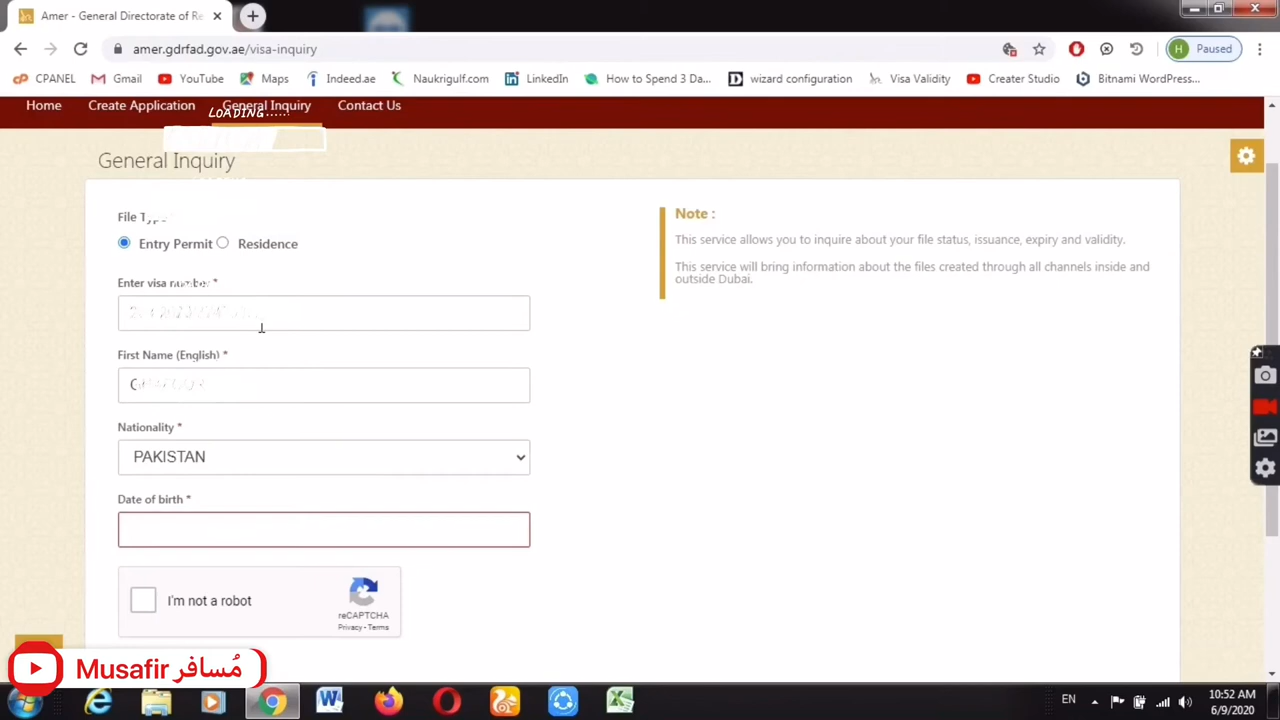 Amer - General Directorate of Re
amer.gdrfad.gov.ae/visa-inquiry
H Paused
CPANEL Gmail YouTube Maps Indeed.ae Naukrigulf.com LinkedIn How to Spend 3 Da... wizard configuration Visa Validity Creater Studio Bitnami WordPress...
Home Create Application General Inquiry Contact Us
LOADING......
General Inquiry
File Type
Entry Permit Residence
Enter visa number *
First Name (English) *
Nationality *
PAKISTAN
Date of birth *
I'm not a robot
reCAPTCHA
Privacy - Terms
Note :
This service allows you to inquire about your file status, issuance, expiry and validity.
This service will bring information about the files created through all channels inside and
outside Dubai.
Musafir مُسافر
EN
10:52 AM
6/9/2020